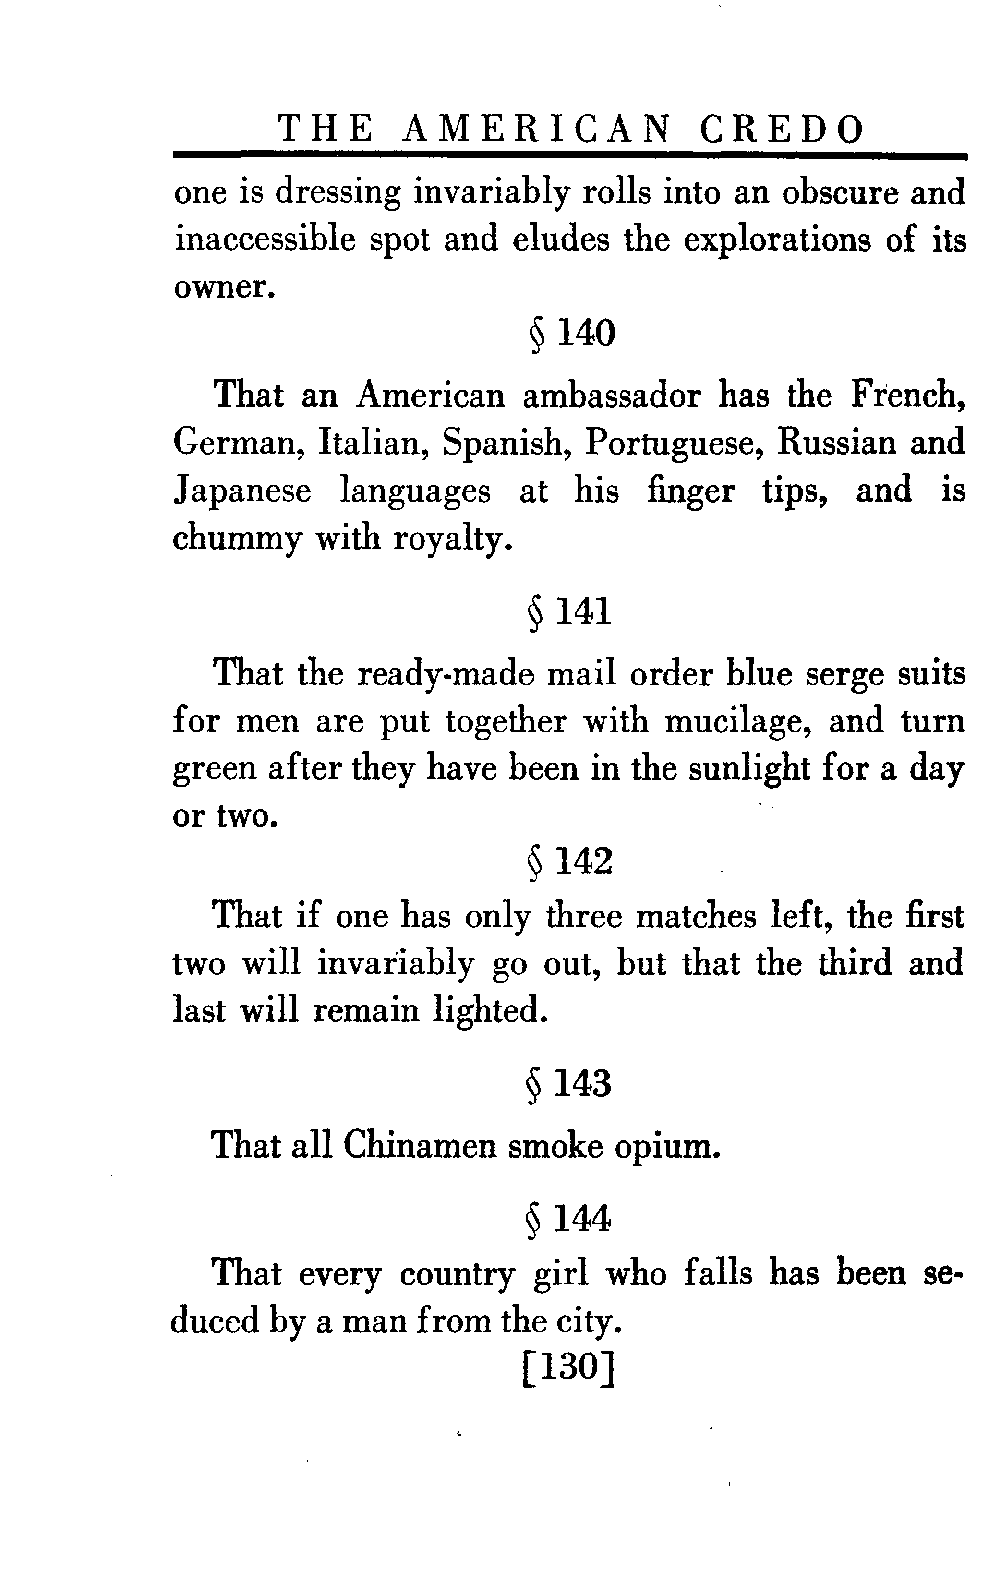 THE AMERICAN CREDO
one is dressing invariably rolls into an obscure and
inaccessible spot and eludes the explorations of its
owner.
§ 140
That an American ambassador has the French,
German, Italian, Spanish, Portuguese, Russian and
Japanese languages at his finger tips, and is
chummy with royalty.
§ 141
That the ready-made mail order blue serge suits
for men are put together with mucilage, and turn
green after they have been in the sunlight for a day
or two.
§ 142
That if one has only three matches left, the first
two will invariably go out, but that the third and
last will remain lighted.
§ 143
That all Chinamen smoke opium.
§ 144
That every country girl who falls has been se-
duced by a man from the city.
[130]